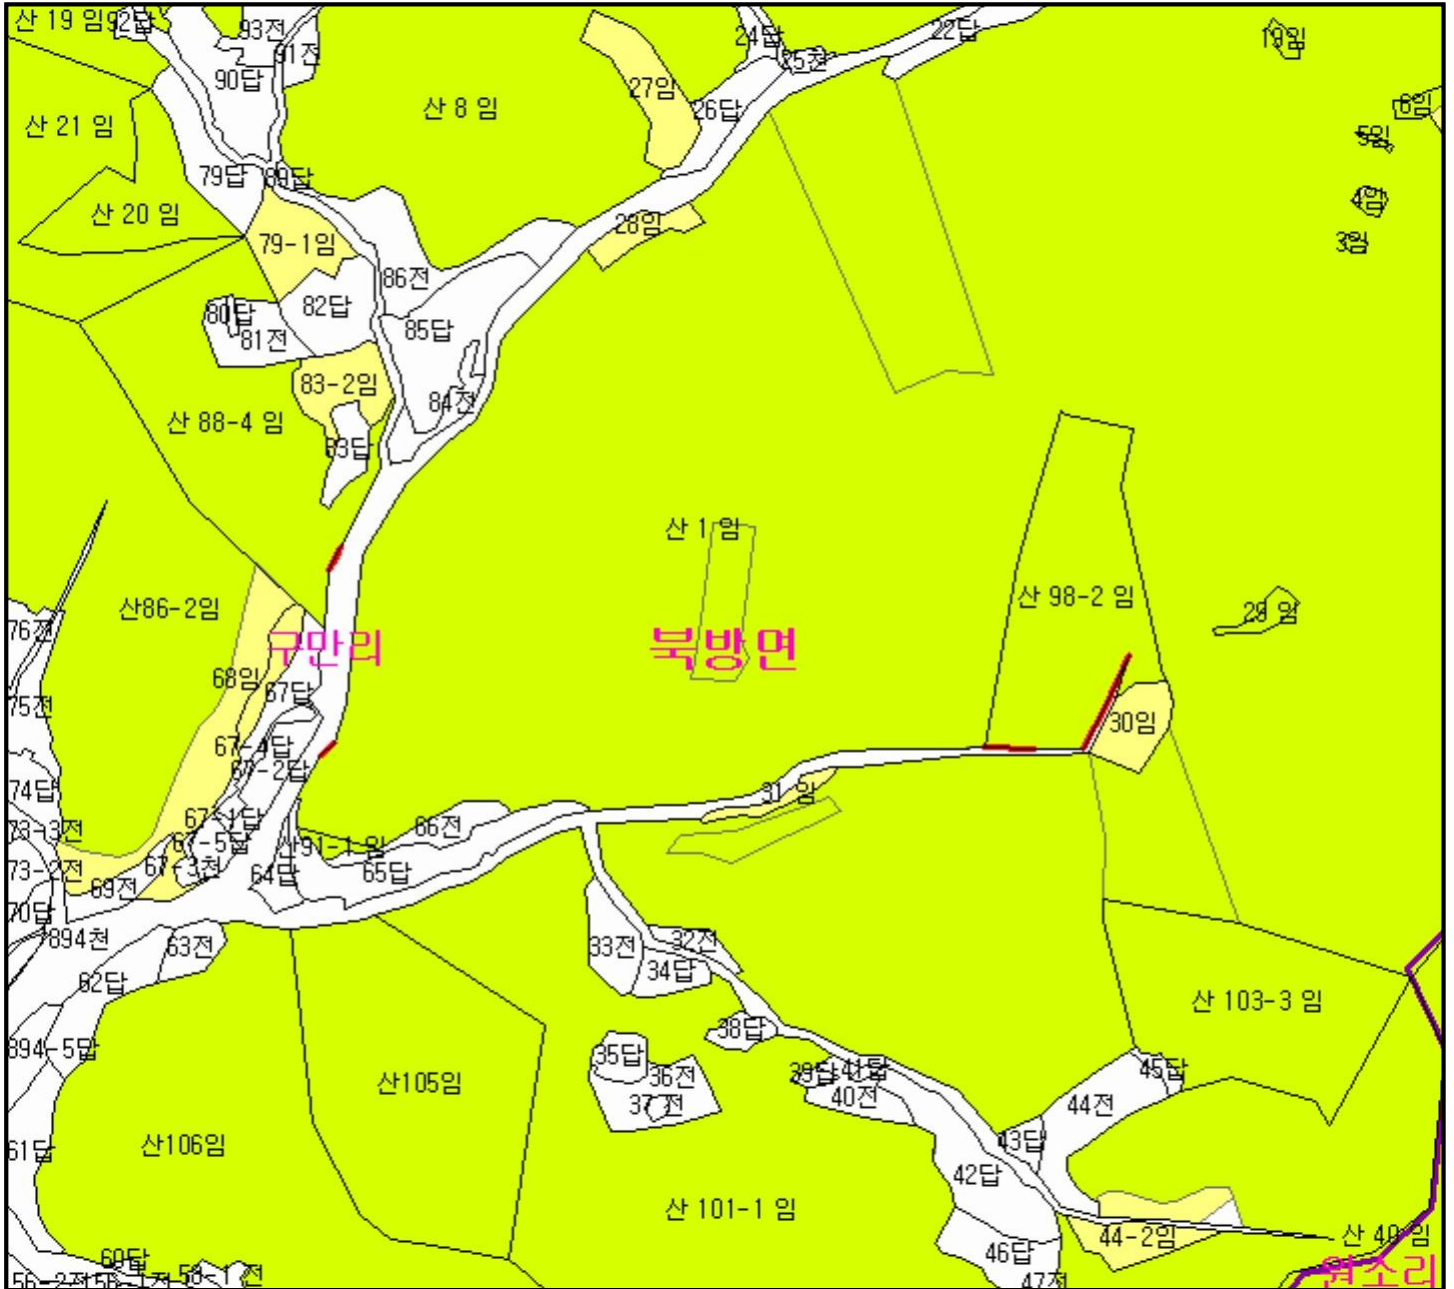 산 19 임
92답
93전
91전
90답
24답
25전
22답
19임
산 8 임
27임
26답
6임
산 21 임
5임
79답
89답
4임
산 20 임
28임
79-1임
3임
86전
82답
80답
81전
85답
83-2임
84전
산 88-4 임
83답
산 1 임
산86-2임
산 98-2 임
29 임
76전
구만리
북방면
68임
67답
75전
30임
67-4답
67-2답
74답
31 임
67-1답
66전
73-3전
67-5답
산91-1 임
73-2전
67-3천
64답
65답
69전
70답
894천
63전
33전
32전
34답
62답
산 103-3 임
38답
894-5답
35답
36전
39답
41답
45답
산105임
37 전
40전
44전
산106임
61답
43답
42답
산 101-1 임
44-2임
산 40 임
46답
60답
원소리
56-2전
56-1전
58-1 전
47전